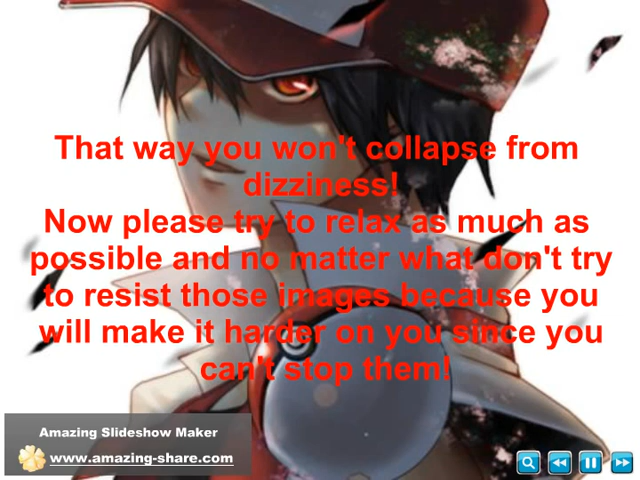 That way you won't collapse from
dizziness!
Now please try to relax as much as
possible and no matter what don't try
to resist those images because you
will make it harder on you since you
can't stop them!
Amazing Slideshow Maker
www.amazing-share.com